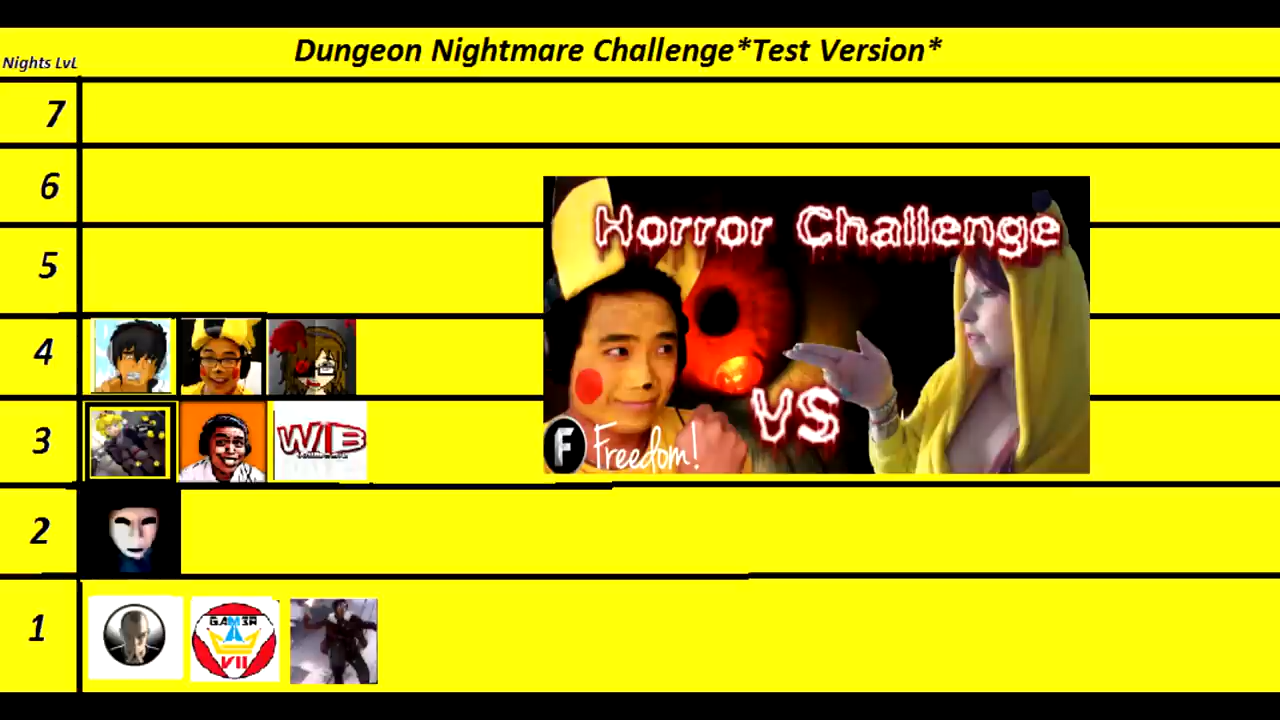 Dungeon Nightmare Challenge*Test Version*
Nights LvL
7
6
Horror Challenge
5
4
VS
3
WIB
F Freedom!
2
1
GAM3R
VII